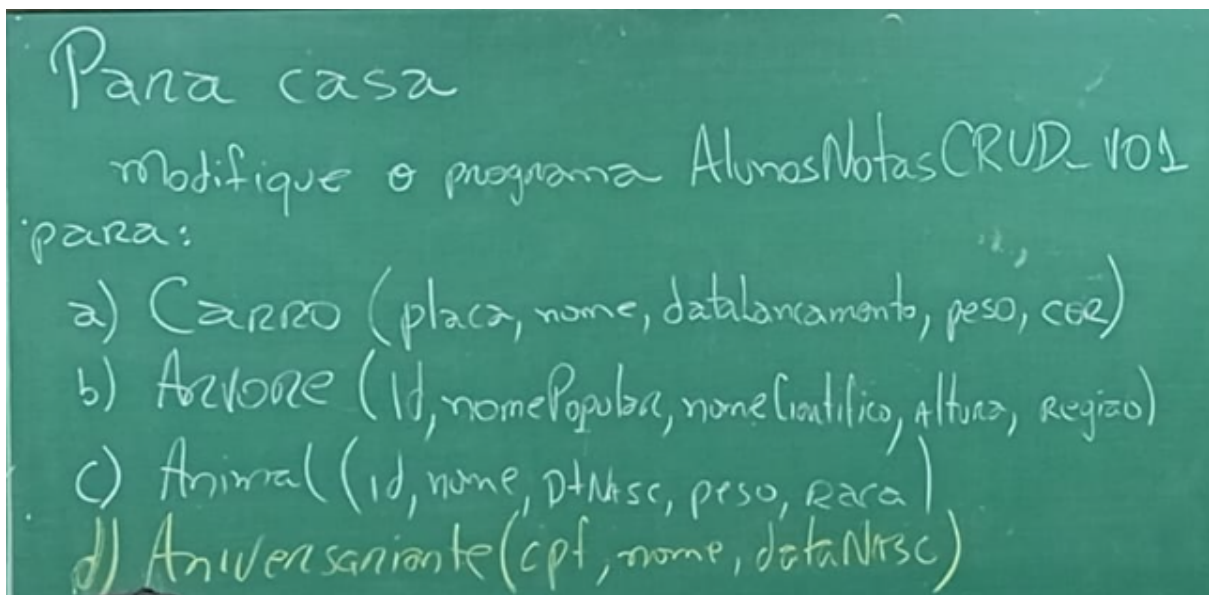 Para casa
modifique o programa AlunosNotasCRUD_V01
para:
a) Carro (placa, nome, dataLancamento, peso, cor)
b) Arvore (Id, nomePopular, nomeCientifico, Altura, Região)
c) Animal (id, nome, DtNasc, peso, Raca)
d) Aniversariante (cpf, nome, dataNasc)